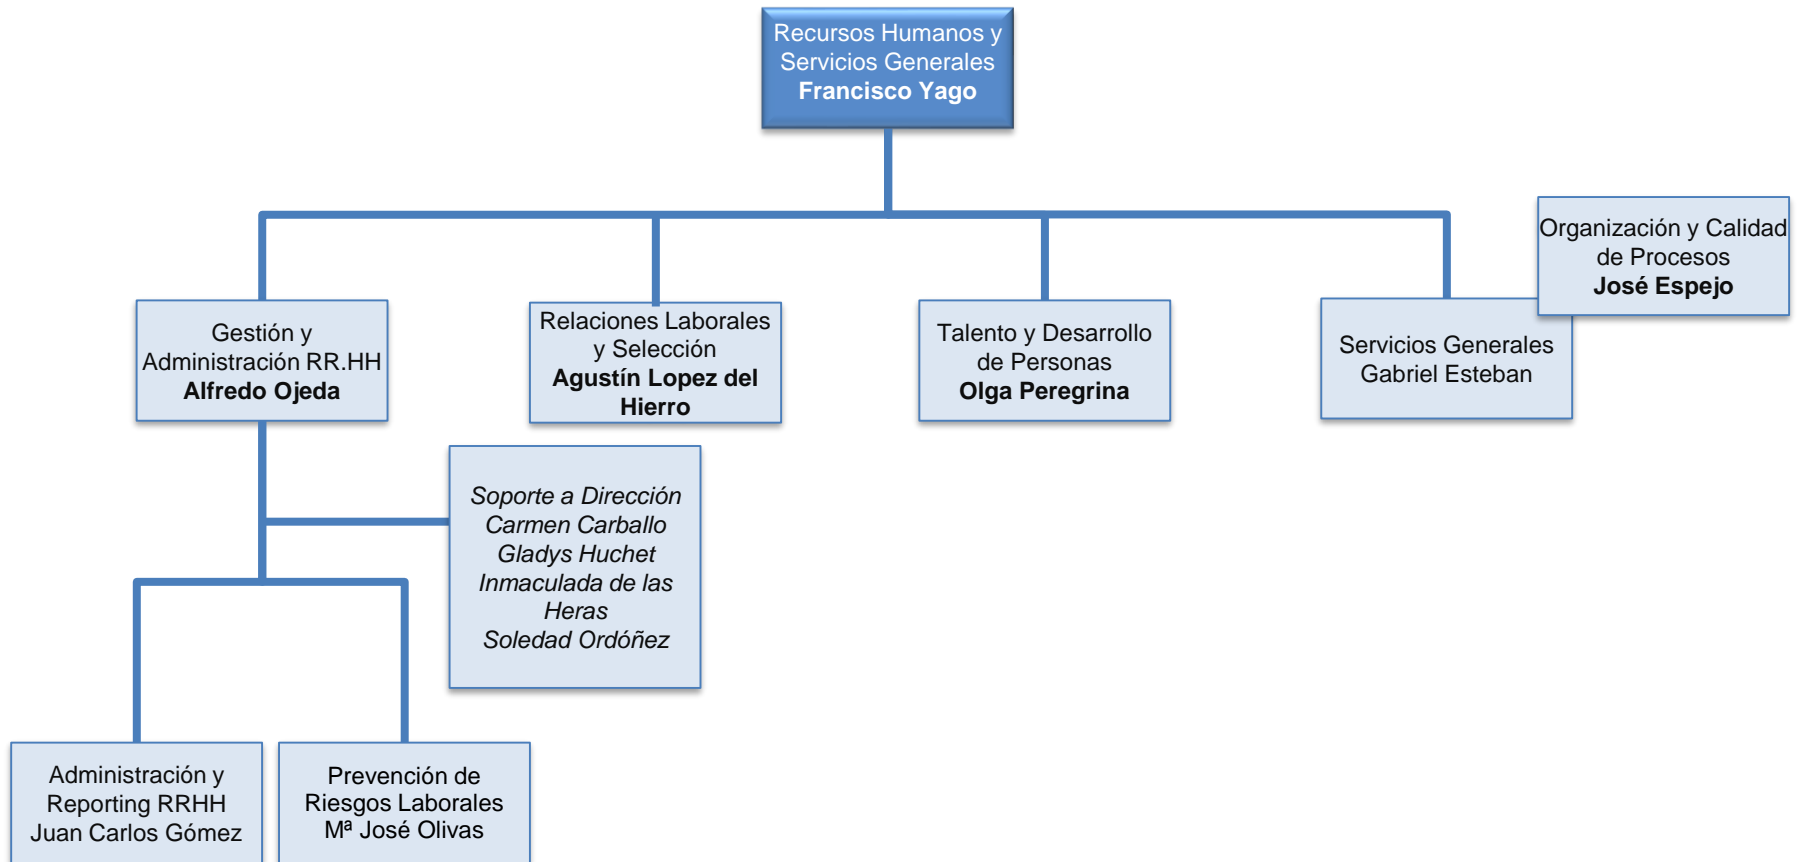 Recursos Humanos y
Servicios Generales
Francisco Yago
Organización y Calidad
de Procesos
José Espejo
Gestión y
Administración RR.HH
Alfredo Ojeda
Relaciones Laborales
y Selección
Agustín Lopez del
Hierro
Talento y Desarrollo
de Personas
Olga Peregrina
Servicios Generales
Gabriel Esteban
Soporte a Dirección
Carmen Carballo
Gladys Huchet
Inmaculada de las
Heras
Soledad Ordóñez
Administración y
Reporting RRHH
Juan Carlos Gómez
Prevención de
Riesgos Laborales
Mª José Olivas